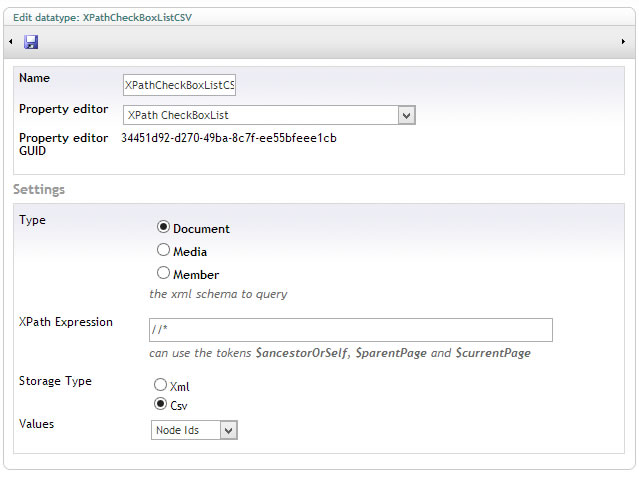 Edit datatype: XPathCheckBoxListCSV
Name
XPathCheckBoxListCS
Property editor
XPath CheckBoxList
Property editor GUID
34451d92-d270-49ba-8c7f-ee55bfeee1cb
Settings
Type
Document
Media
Member
the xml schema to query
XPath Expression
//*
can use the tokens $ancestorOrSelf, $parentPage and $currentPage
Storage Type
Xml
Csv
Values
Node Ids